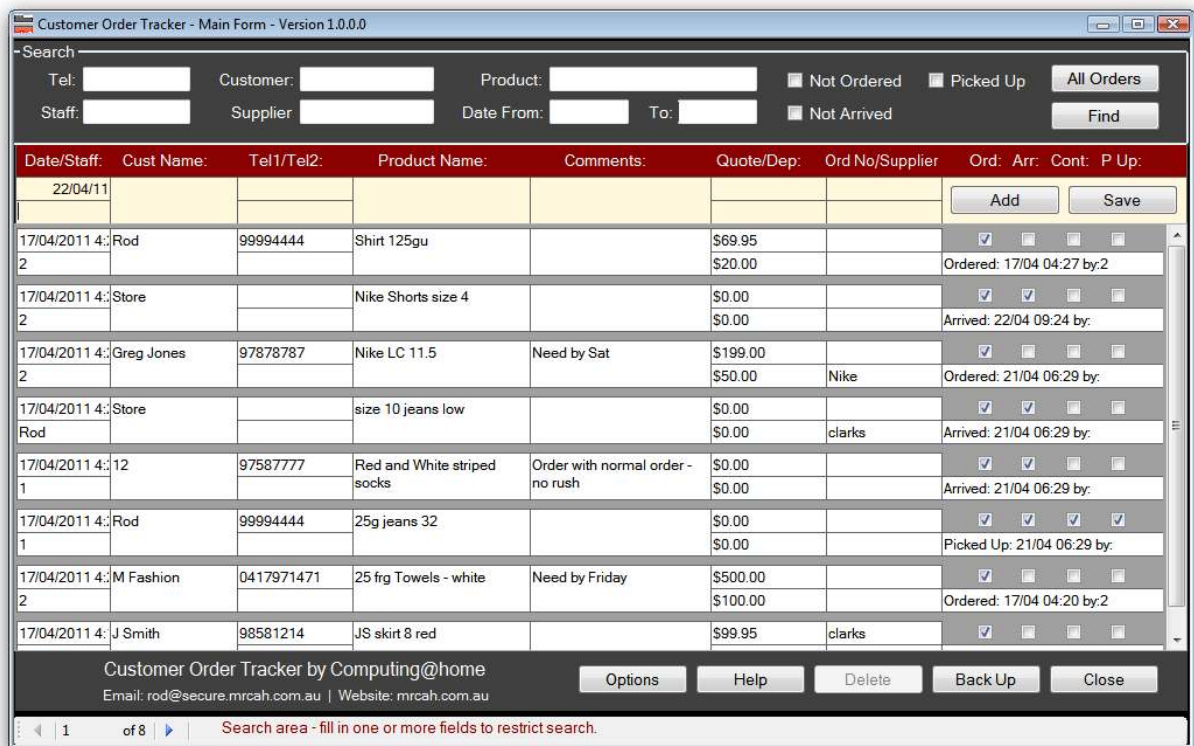 Customer Order Tracker - Main Form - Version 1.0.0.0
Search
Tel: Customer: Product: Not Ordered Picked Up All Orders
Staff: Supplier Date From: To: Not Arrived Find
Date/Staff: Cust Name: Tel1/Tel2: Product Name: Comments: Quote/Dep: Ord No/Supplier Ord: Arr: Cont: P Up:
22/04/11 Add Save
17/04/2011 4: Rod 99994444 Shirt 125gu $69.95
2 $20.00 Ordered: 17/04 04:27 by:2
17/04/2011 4: Store Nike Shorts size 4 $0.00
2 $0.00 Arrived: 22/04 09:24 by:
17/04/2011 4: Greg Jones 97878787 Nike LC 11.5 Need by Sat $199.00
2 $50.00 Nike Ordered: 21/04 06:29 by:
17/04/2011 4: Store size 10 jeans low $0.00
Rod $0.00 clarks Arrived: 21/04 06:29 by:
17/04/2011 4: 12 97587777 Red and White striped Order with normal order - $0.00
socks no rush
1 $0.00 Arrived: 21/04 06:29 by:
17/04/2011 4: Rod 99994444 25g jeans 32 $0.00
1 $0.00 Picked Up: 21/04 06:29 by:
17/04/2011 4: M Fashion 0417971471 25 frg Towels - white Need by Friday $500.00
2 $100.00 Ordered: 17/04 04:20 by:2
17/04/2011 4: J Smith 98581214 JS skirt 8 red $99.95 clarks
Customer Order Tracker by Computing@home
Email: rod@secure.mrcah.com.au | Website: mrcah.com.au
Options Help Delete Back Up Close
1 of 8 Search area - fill in one or more fields to restrict search.